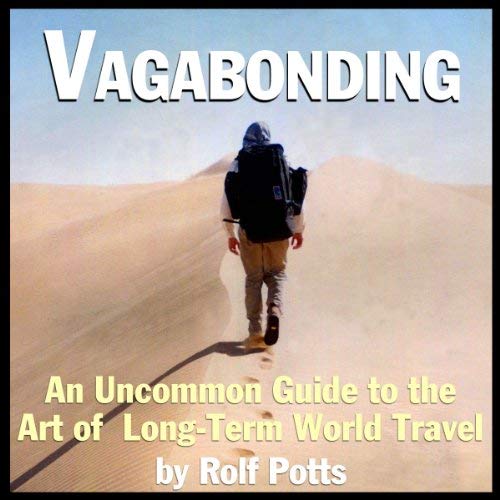 VAGABONDING
An Uncommon Guide to the
Art of Long-Term World Travel
by Rolf Potts